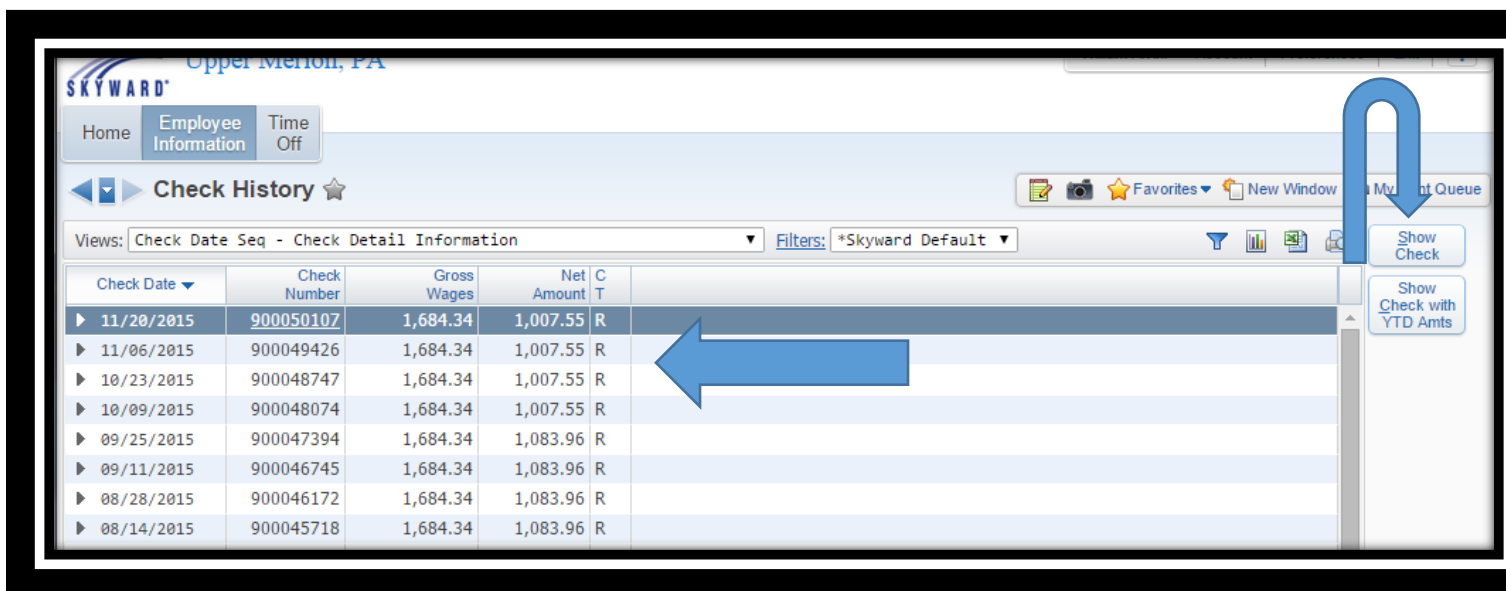 Upper Merion, PA
SKYWARD
Home Employee Information Time Off
Check History
Favorites New Window My Queue
Views: Check Date Seq - Check Detail Information Filters: *Skyward Default
Show Check
Check Date Check Number Gross Wages Net Amount C T
Show Check with YTD Amts
11/20/2015 900050107 1,684.34 1,007.55 R
11/06/2015 900049426 1,684.34 1,007.55 R
10/23/2015 900048747 1,684.34 1,007.55 R
10/09/2015 900048074 1,684.34 1,007.55 R
09/25/2015 900047394 1,684.34 1,083.96 R
09/11/2015 900046745 1,684.34 1,083.96 R
08/28/2015 900046172 1,684.34 1,083.96 R
08/14/2015 900045718 1,684.34 1,083.96 R